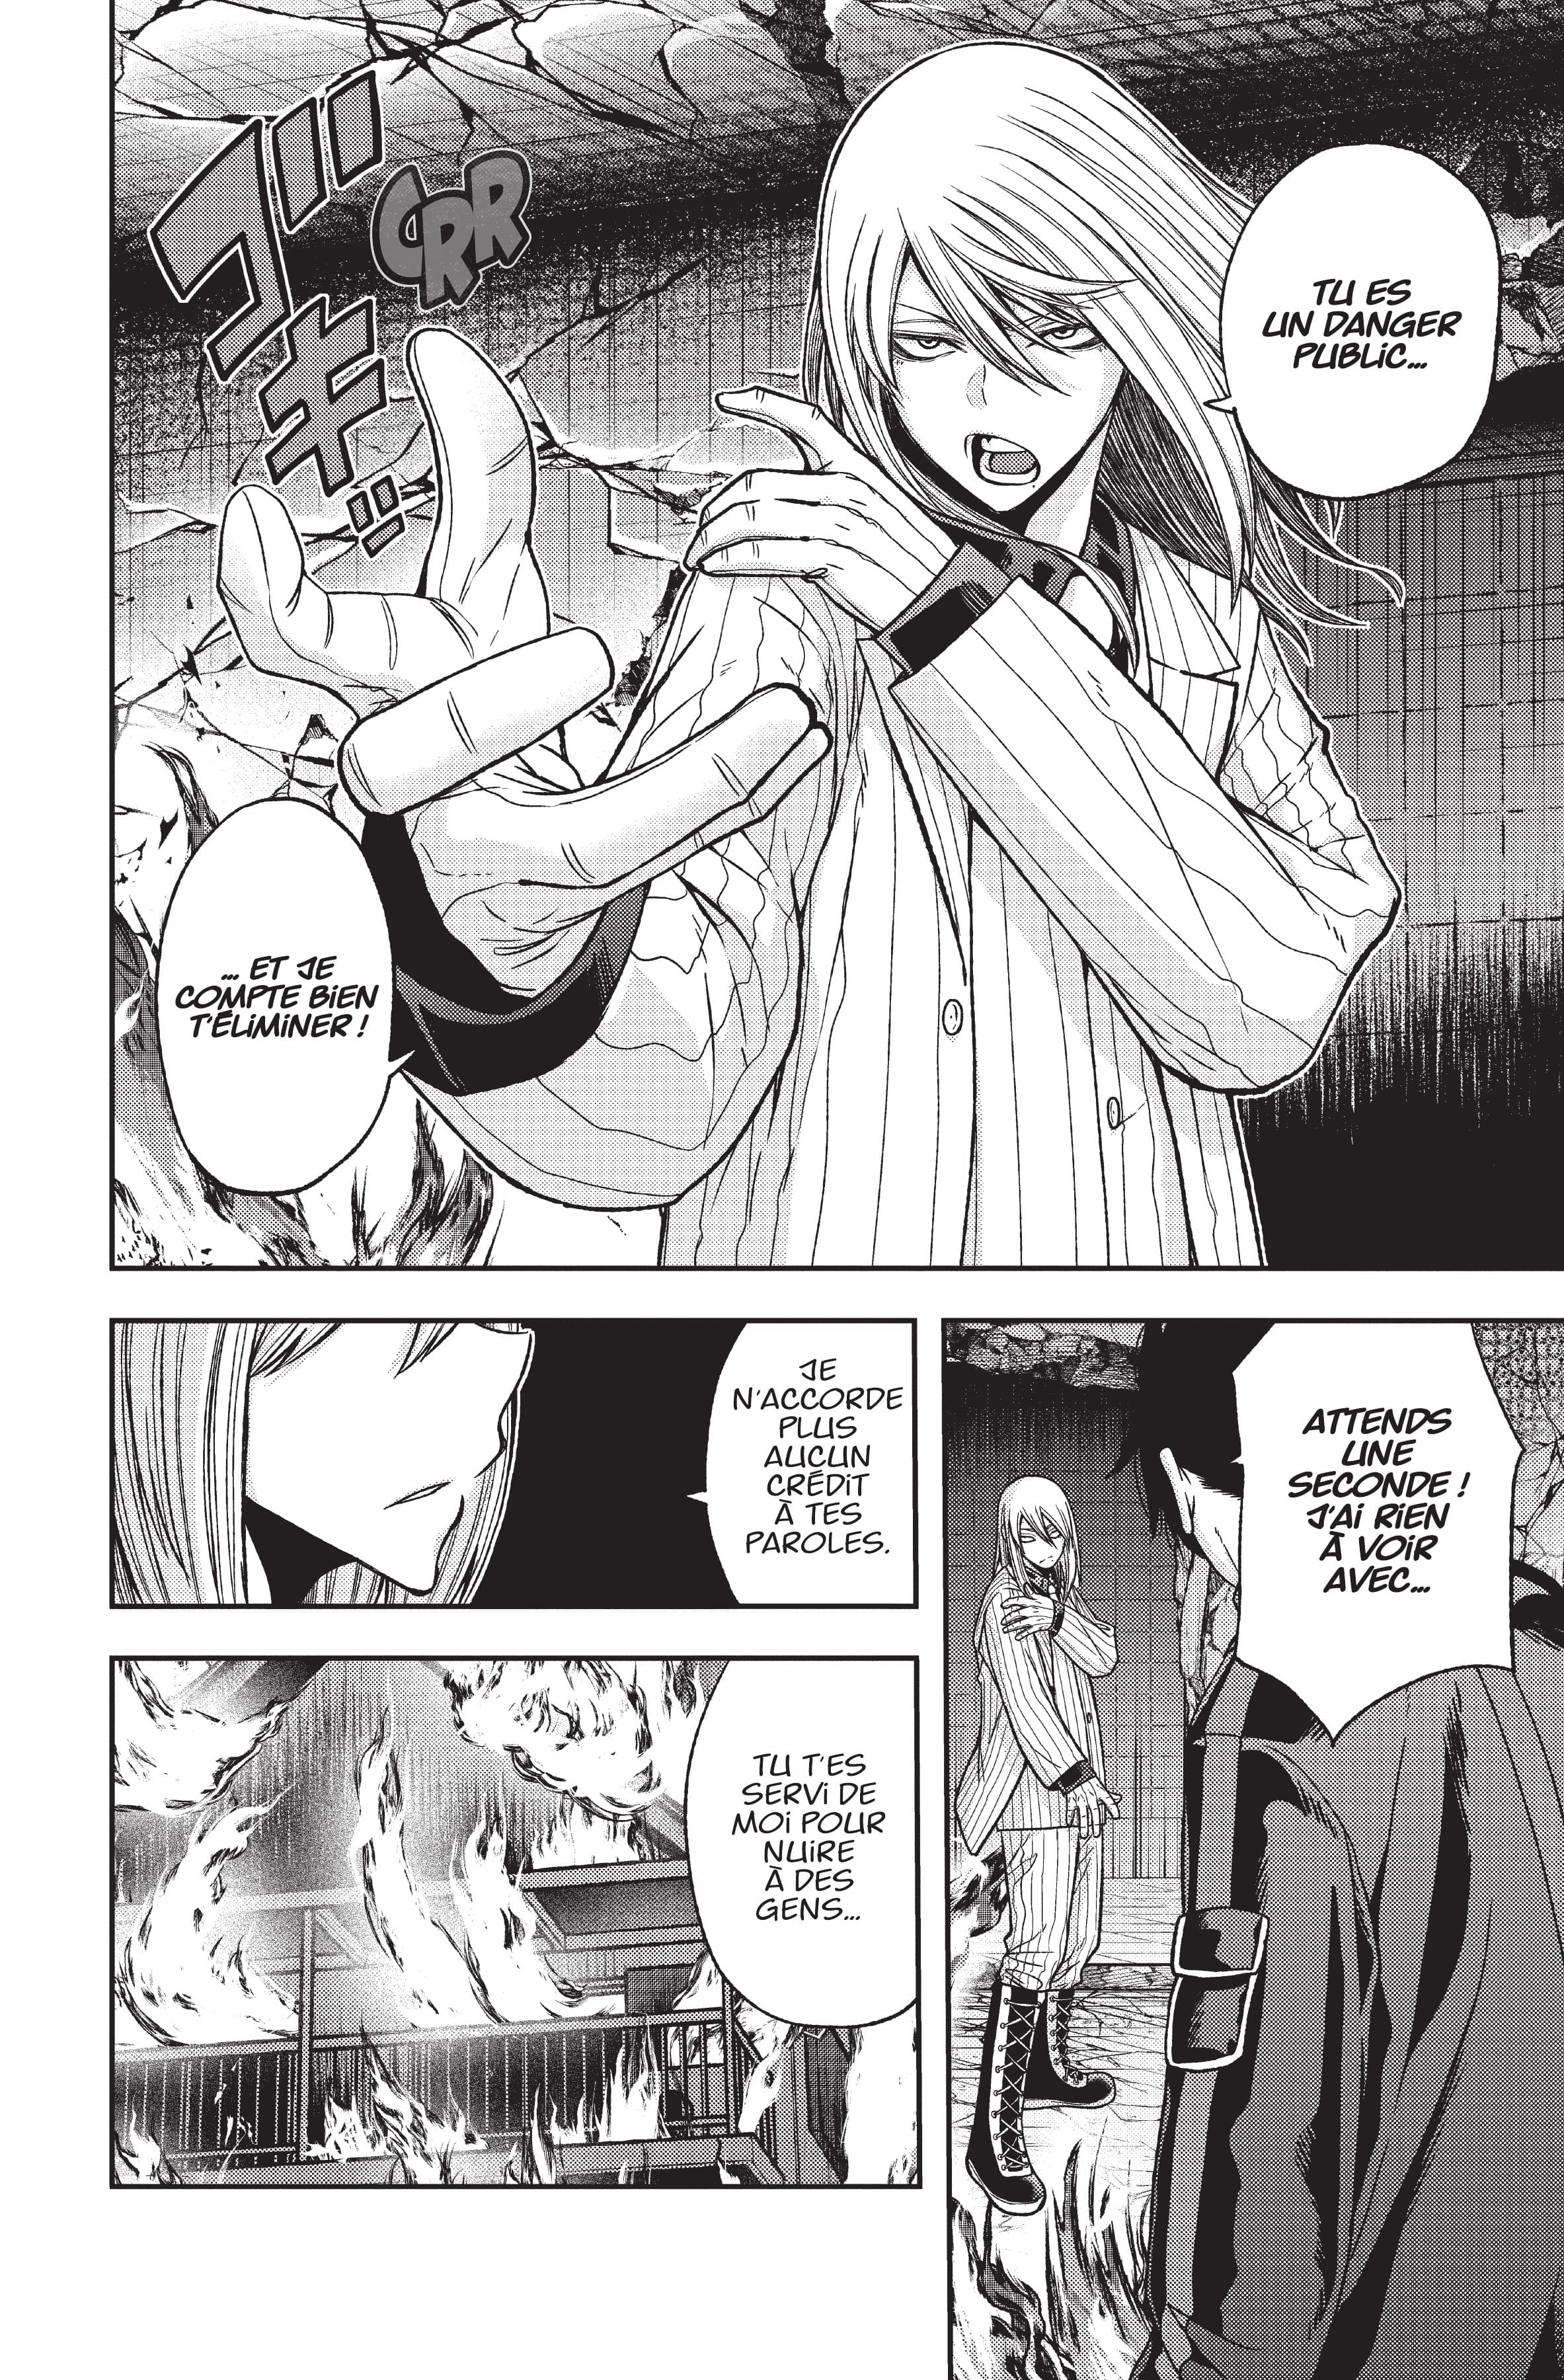 TU ES
UN DANGER
PUBLIC...
ゴキッ
CRR
... ET JE
COMPTE BIEN
T'ÉLIMINER !
ATTENDS
UNE
SECONDE !
J'AI RIEN
À VOIR
AVEC...
JE
N'ACCORDE
PLUS
AUCUN
CRÉDIT
À TES
PAROLES.
TU T'ES
SERVI DE
MOI POUR
NUIRE
À DES
GENS...